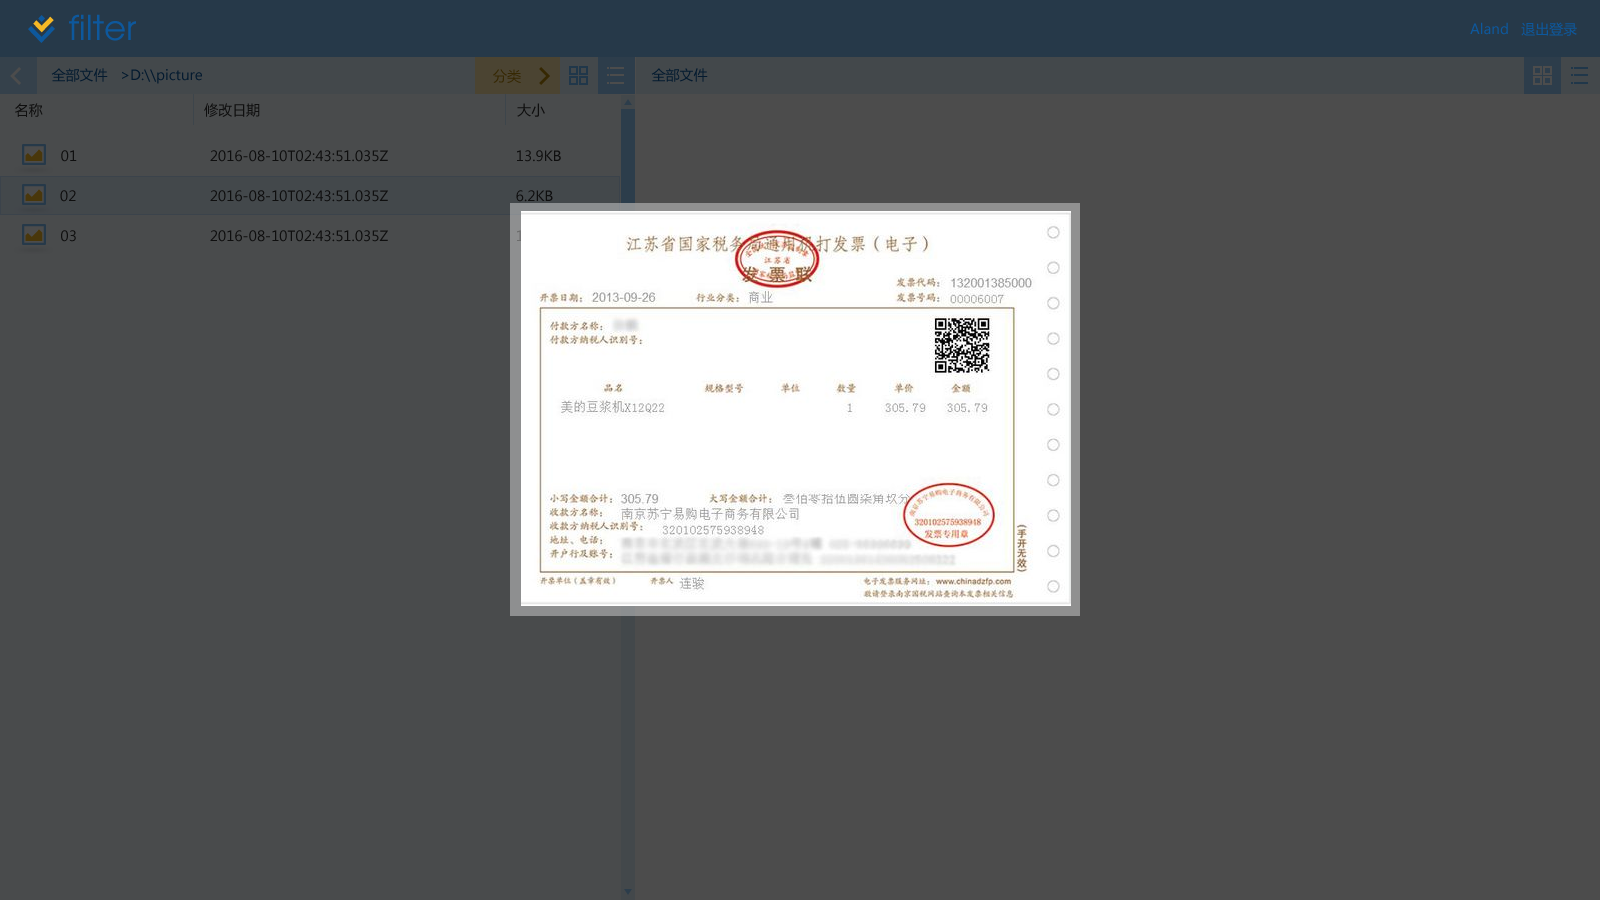 filter
Aland 退出登录
全部文件 >D:\\picture
分类
全部文件
名称 修改日期 大小
01 2016-08-10T02:43:51.035Z 13.9KB
02 2016-08-10T02:43:51.035Z 6.2KB
03 2016-08-10T02:43:51.035Z 1
江苏省国家税务局通用机打发票（电子）
江苏省
发票联
发票代码： 132001385000
开票日期： 2013-09-26 行业分类： 商业 发票号码： 00006007
付款方名称：
付款方纳税人识别号：
品名 规格型号 单位 数量 单价 金额
美的豆浆机X12Q22 1 305.79 305.79
小写金额合计： 305.79 大写金额合计： 叁佰零拾伍圆柒角玖分
收款方名称： 南京苏宁易购电子商务有限公司
收款方纳税人识别号： 320102575938948
地址、电话：
开户行及账号：
南京苏宁易购电子商务有限公司
320102575938948
发票专用章
(手开无效)
开票单位（盖章有效） 开票人 连骏 电子发票服务网址： www.chinadzfp.com
敬请登录南京国税网站查询本发票相关信息